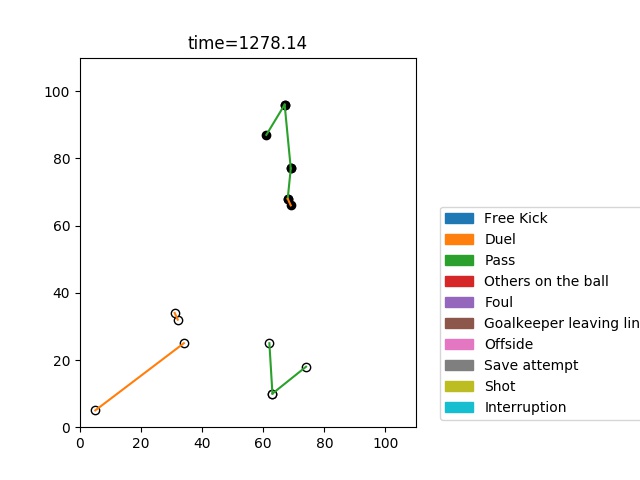 time=1278.14
100
80
60
40
20
0
0 20 40 60 80 100
Free Kick
Duel
Pass
Others on the ball
Foul
Goalkeeper leaving lin
Offside
Save attempt
Shot
Interruption